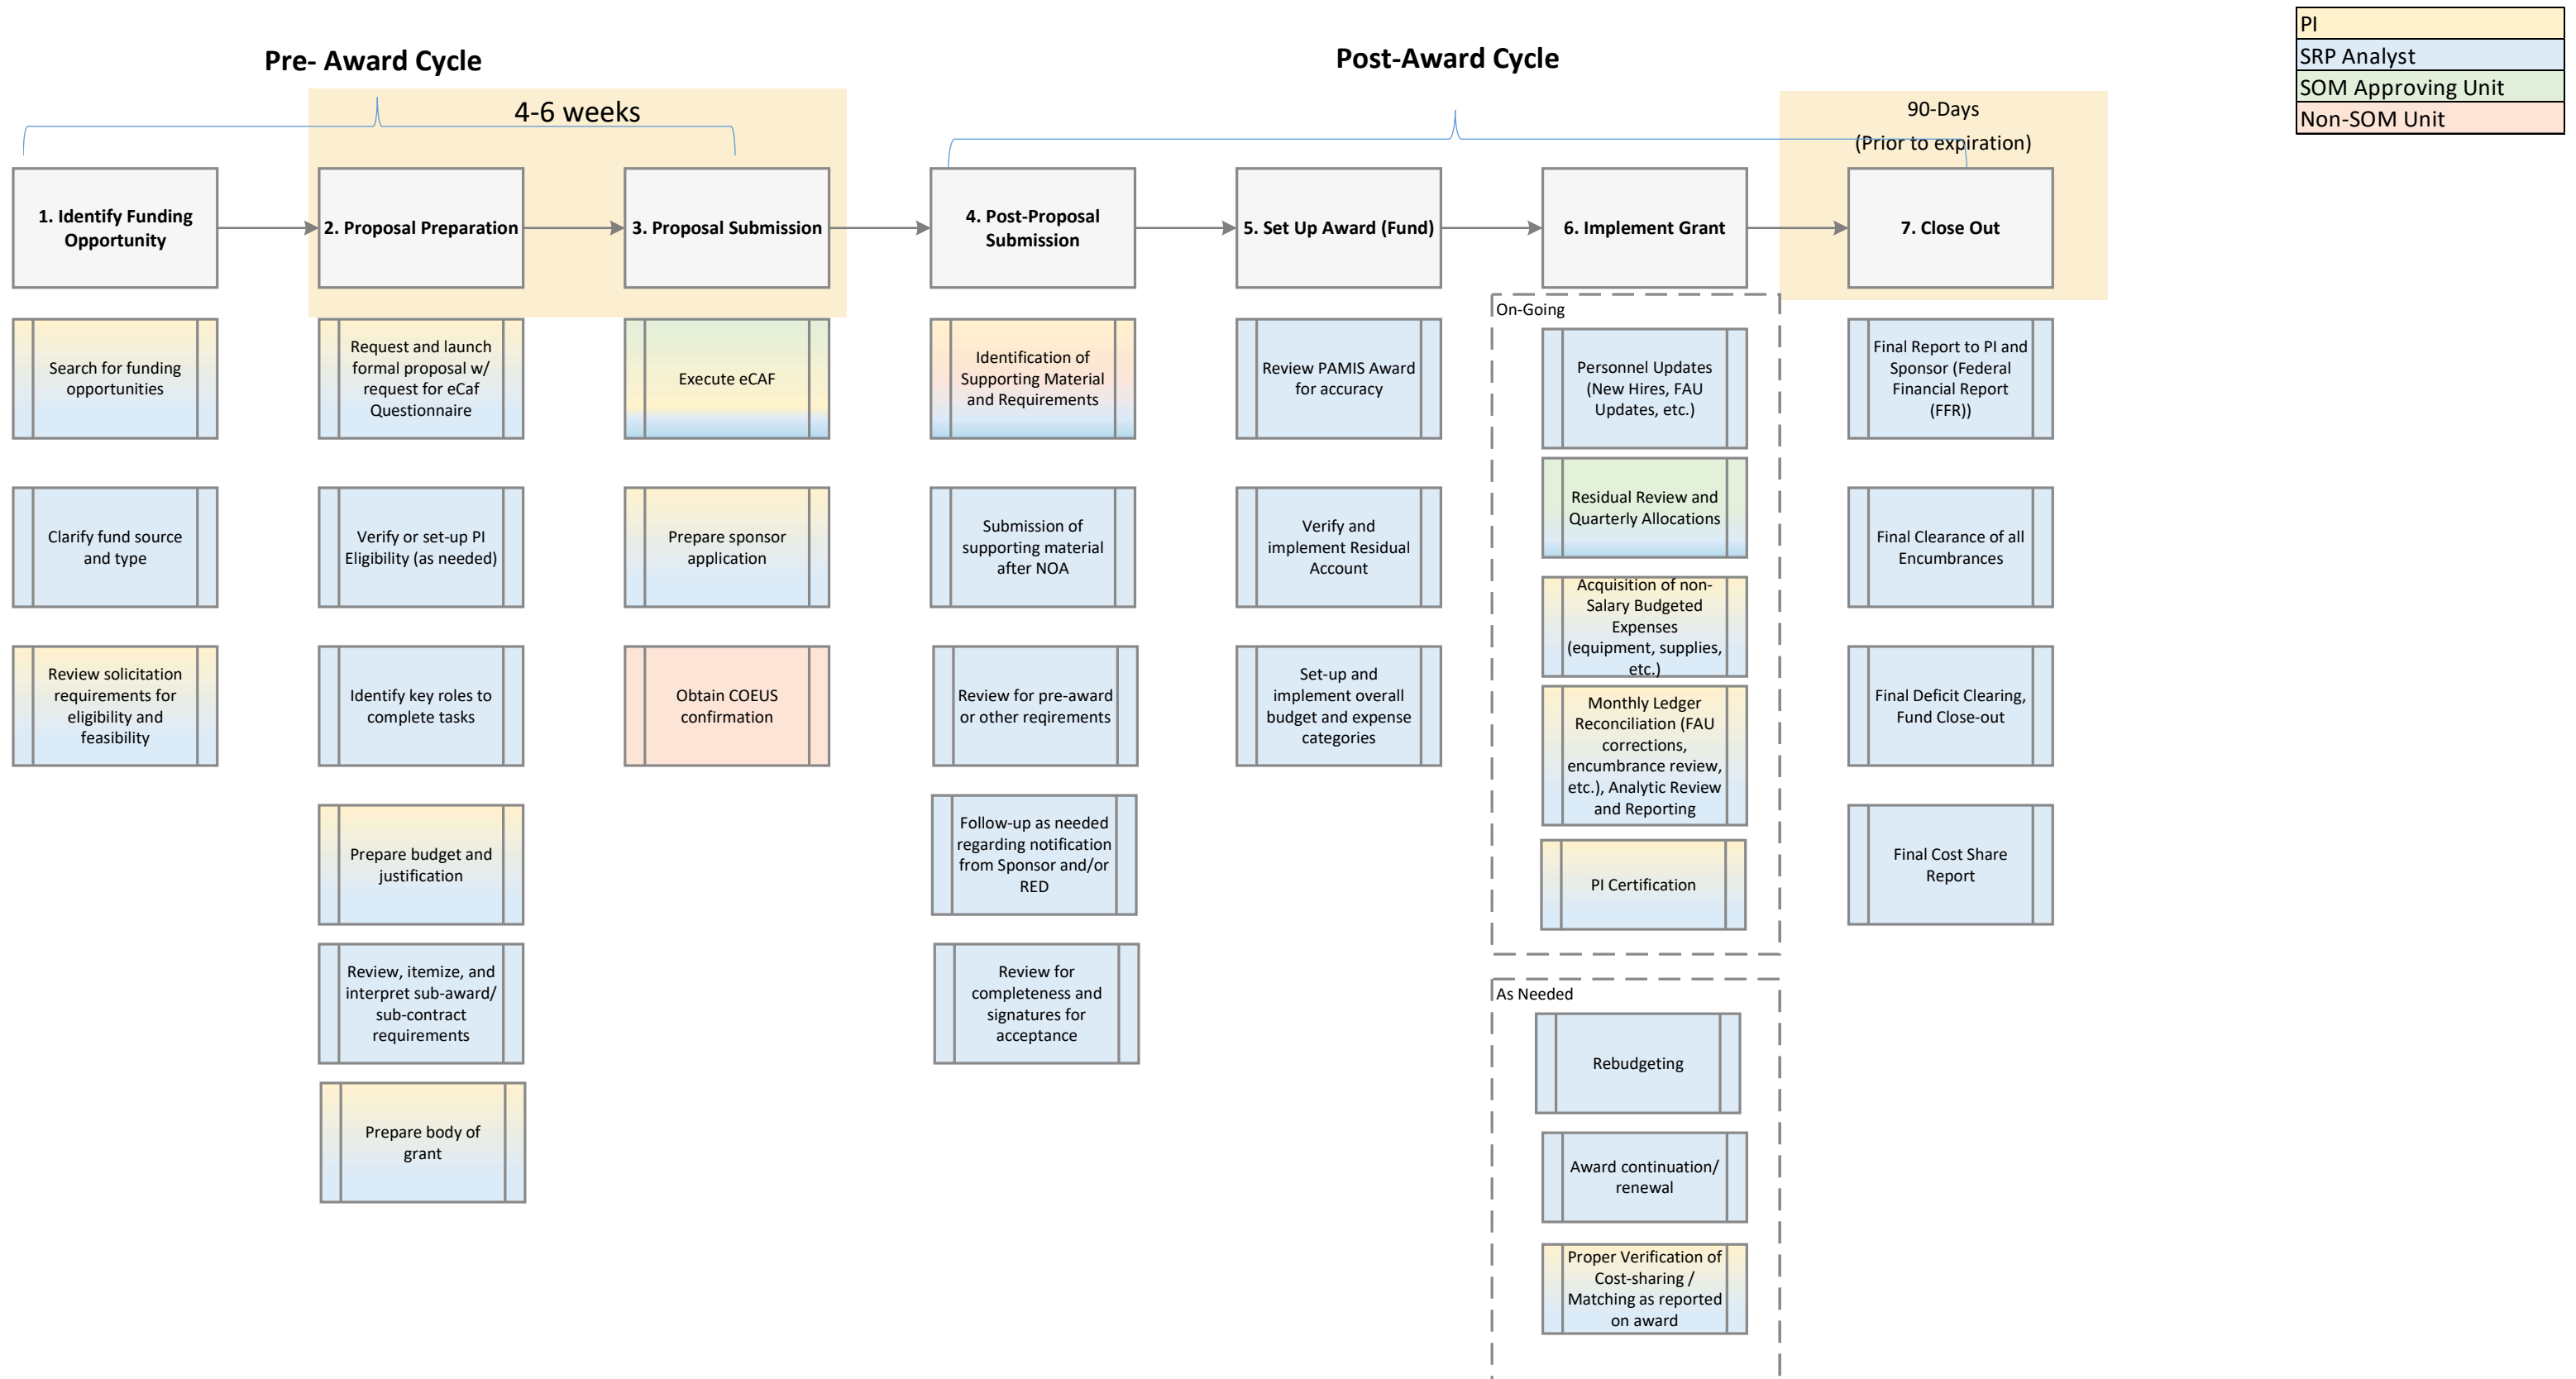 Pre- Award Cycle
Post-Award Cycle
PI
SRP Analyst
SOM Approving Unit
Non-SOM Unit
4-6 weeks
90-Days
(Prior to expiration)
1. Identify Funding
Opportunity
2. Proposal Preparation
3. Proposal Submission
4. Post-Proposal
Submission
5. Set Up Award (Fund)
6. Implement Grant
7. Close Out
Search for funding
opportunities
Clarify fund source
and type
Review solicitation
requirements for
eligibility and
feasibility
Request and launch
formal proposal w/
request for eCaf
Questionnaire
Verify or set-up PI
Eligibility (as needed)
Identify key roles to
complete tasks
Prepare budget and
justification
Review, itemize, and
interpret sub-award/
sub-contract
requirements
Prepare body of
grant
Execute eCAF
Prepare sponsor
application
Obtain COEUS
confirmation
Identification of
Supporting Material
and Requirements
Submission of
supporting material
after NOA
Review for pre-award
or other reqirements
Follow-up as needed
regarding notification
from Sponsor and/or
RED
Review for
completeness and
signatures for
acceptance
Review PAMIS Award
for accuracy
Verify and
implement Residual
Account
Set-up and
implement overall
budget and expense
categories
On-Going
Personnel Updates
(New Hires, FAU
Updates, etc.)
Residual Review and
Quarterly Allocations
Acquisition of non-
Salary Budgeted
Expenses
(equipment, supplies,
etc.)
Monthly Ledger
Reconciliation (FAU
corrections,
encumbrance review,
etc.), Analytic Review
and Reporting
PI Certification
As Needed
Rebudgeting
Award continuation/
renewal
Proper Verification of
Cost-sharing /
Matching as reported
on award
Final Report to PI and
Sponsor (Federal
Financial Report
(FFR))
Final Clearance of all
Encumbrances
Final Deficit Clearing,
Fund Close-out
Final Cost Share
Report